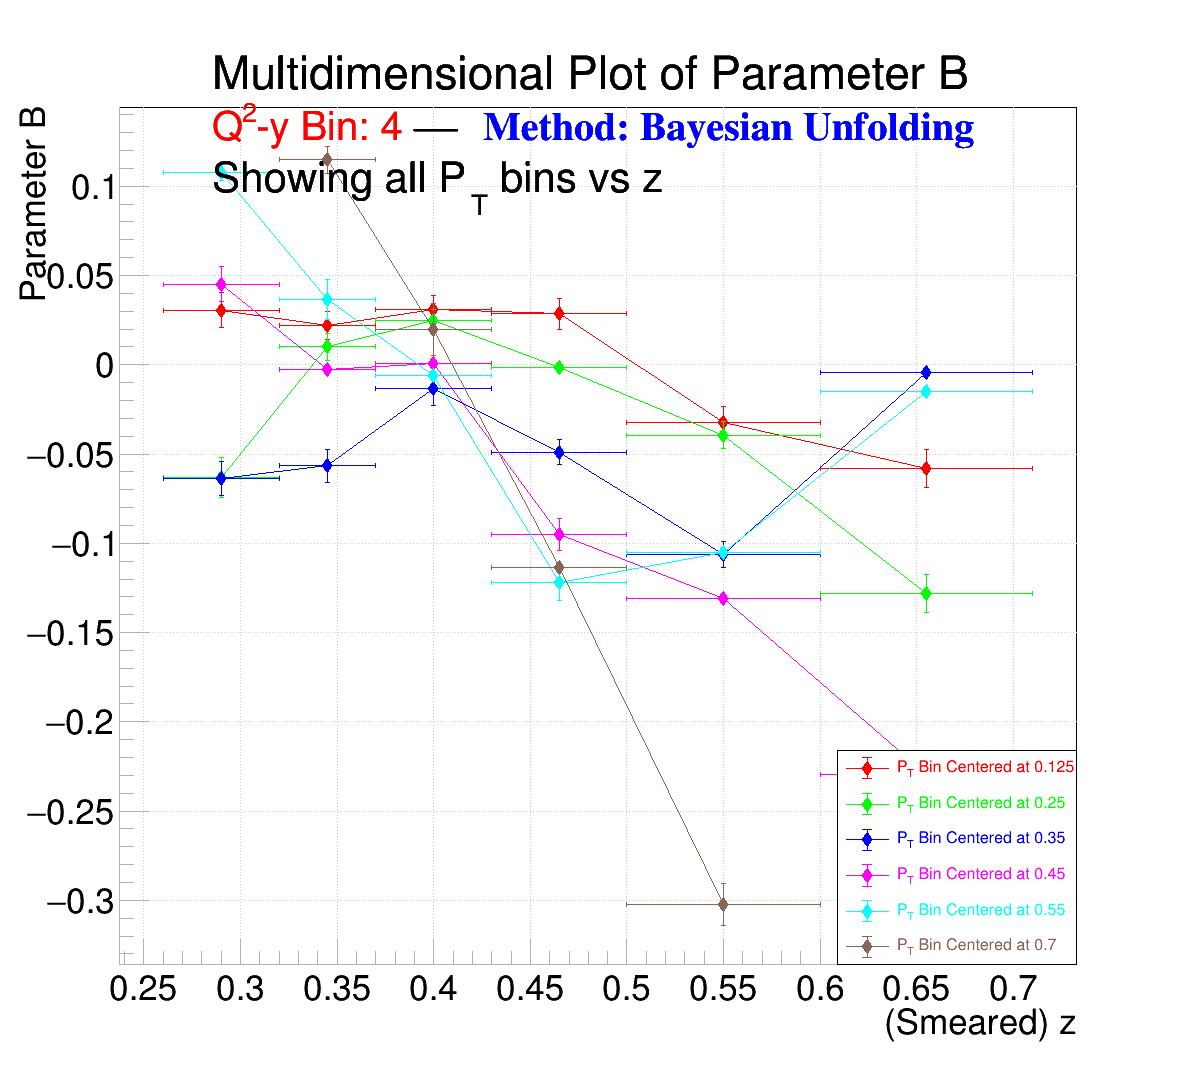 Multidimensional Plot of Parameter B
Q2-y Bin: 4 — Method: Bayesian Unfolding
Showing all PT bins vs z
Parameter B
0.1
0.05
0
−0.05
−0.1
−0.15
−0.2
−0.25
−0.3
PT Bin Centered at 0.125
PT Bin Centered at 0.25
PT Bin Centered at 0.35
PT Bin Centered at 0.45
PT Bin Centered at 0.55
PT Bin Centered at 0.7
0.25 0.3 0.35 0.4 0.45 0.5 0.55 0.6 0.65 0.7
(Smeared) z